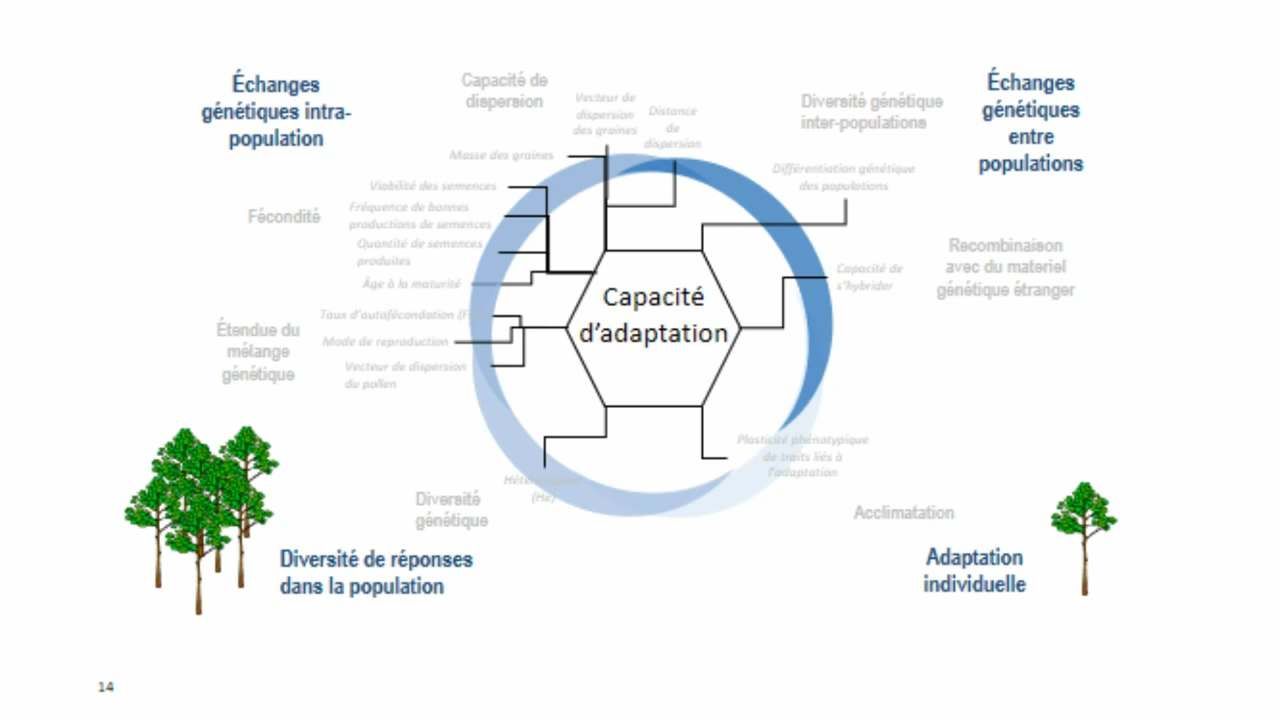 Échanges
génétiques intra-
population
Capacité de
dispersion
Vecteur de
dispersion
des graines
Distance
de
dispersion
Diversité génétique
inter-populations
Échanges
génétiques
entre
populations
Masse des graines
Différentiation génétique
des populations
Viabilité des semences
Fécondité
Fréquence de bonnes
productions de semences
Quantité de semences
produites
Âge à la maturité
Recombinaison
avec du materiel
génétique étranger
Capacité de
s'hybrider
Capacité
d'adaptation
Étendue du
mélange
génétique
Taux d'autofécondation
Mode de reproduction
Vecteur de dispersion
du pollen
Plasticité phénotypique
de traits liés à
l'adaptation
(He)
Diversité
génétique
Acclimatation
Diversité de réponses
dans la population
Adaptation
individuelle
14